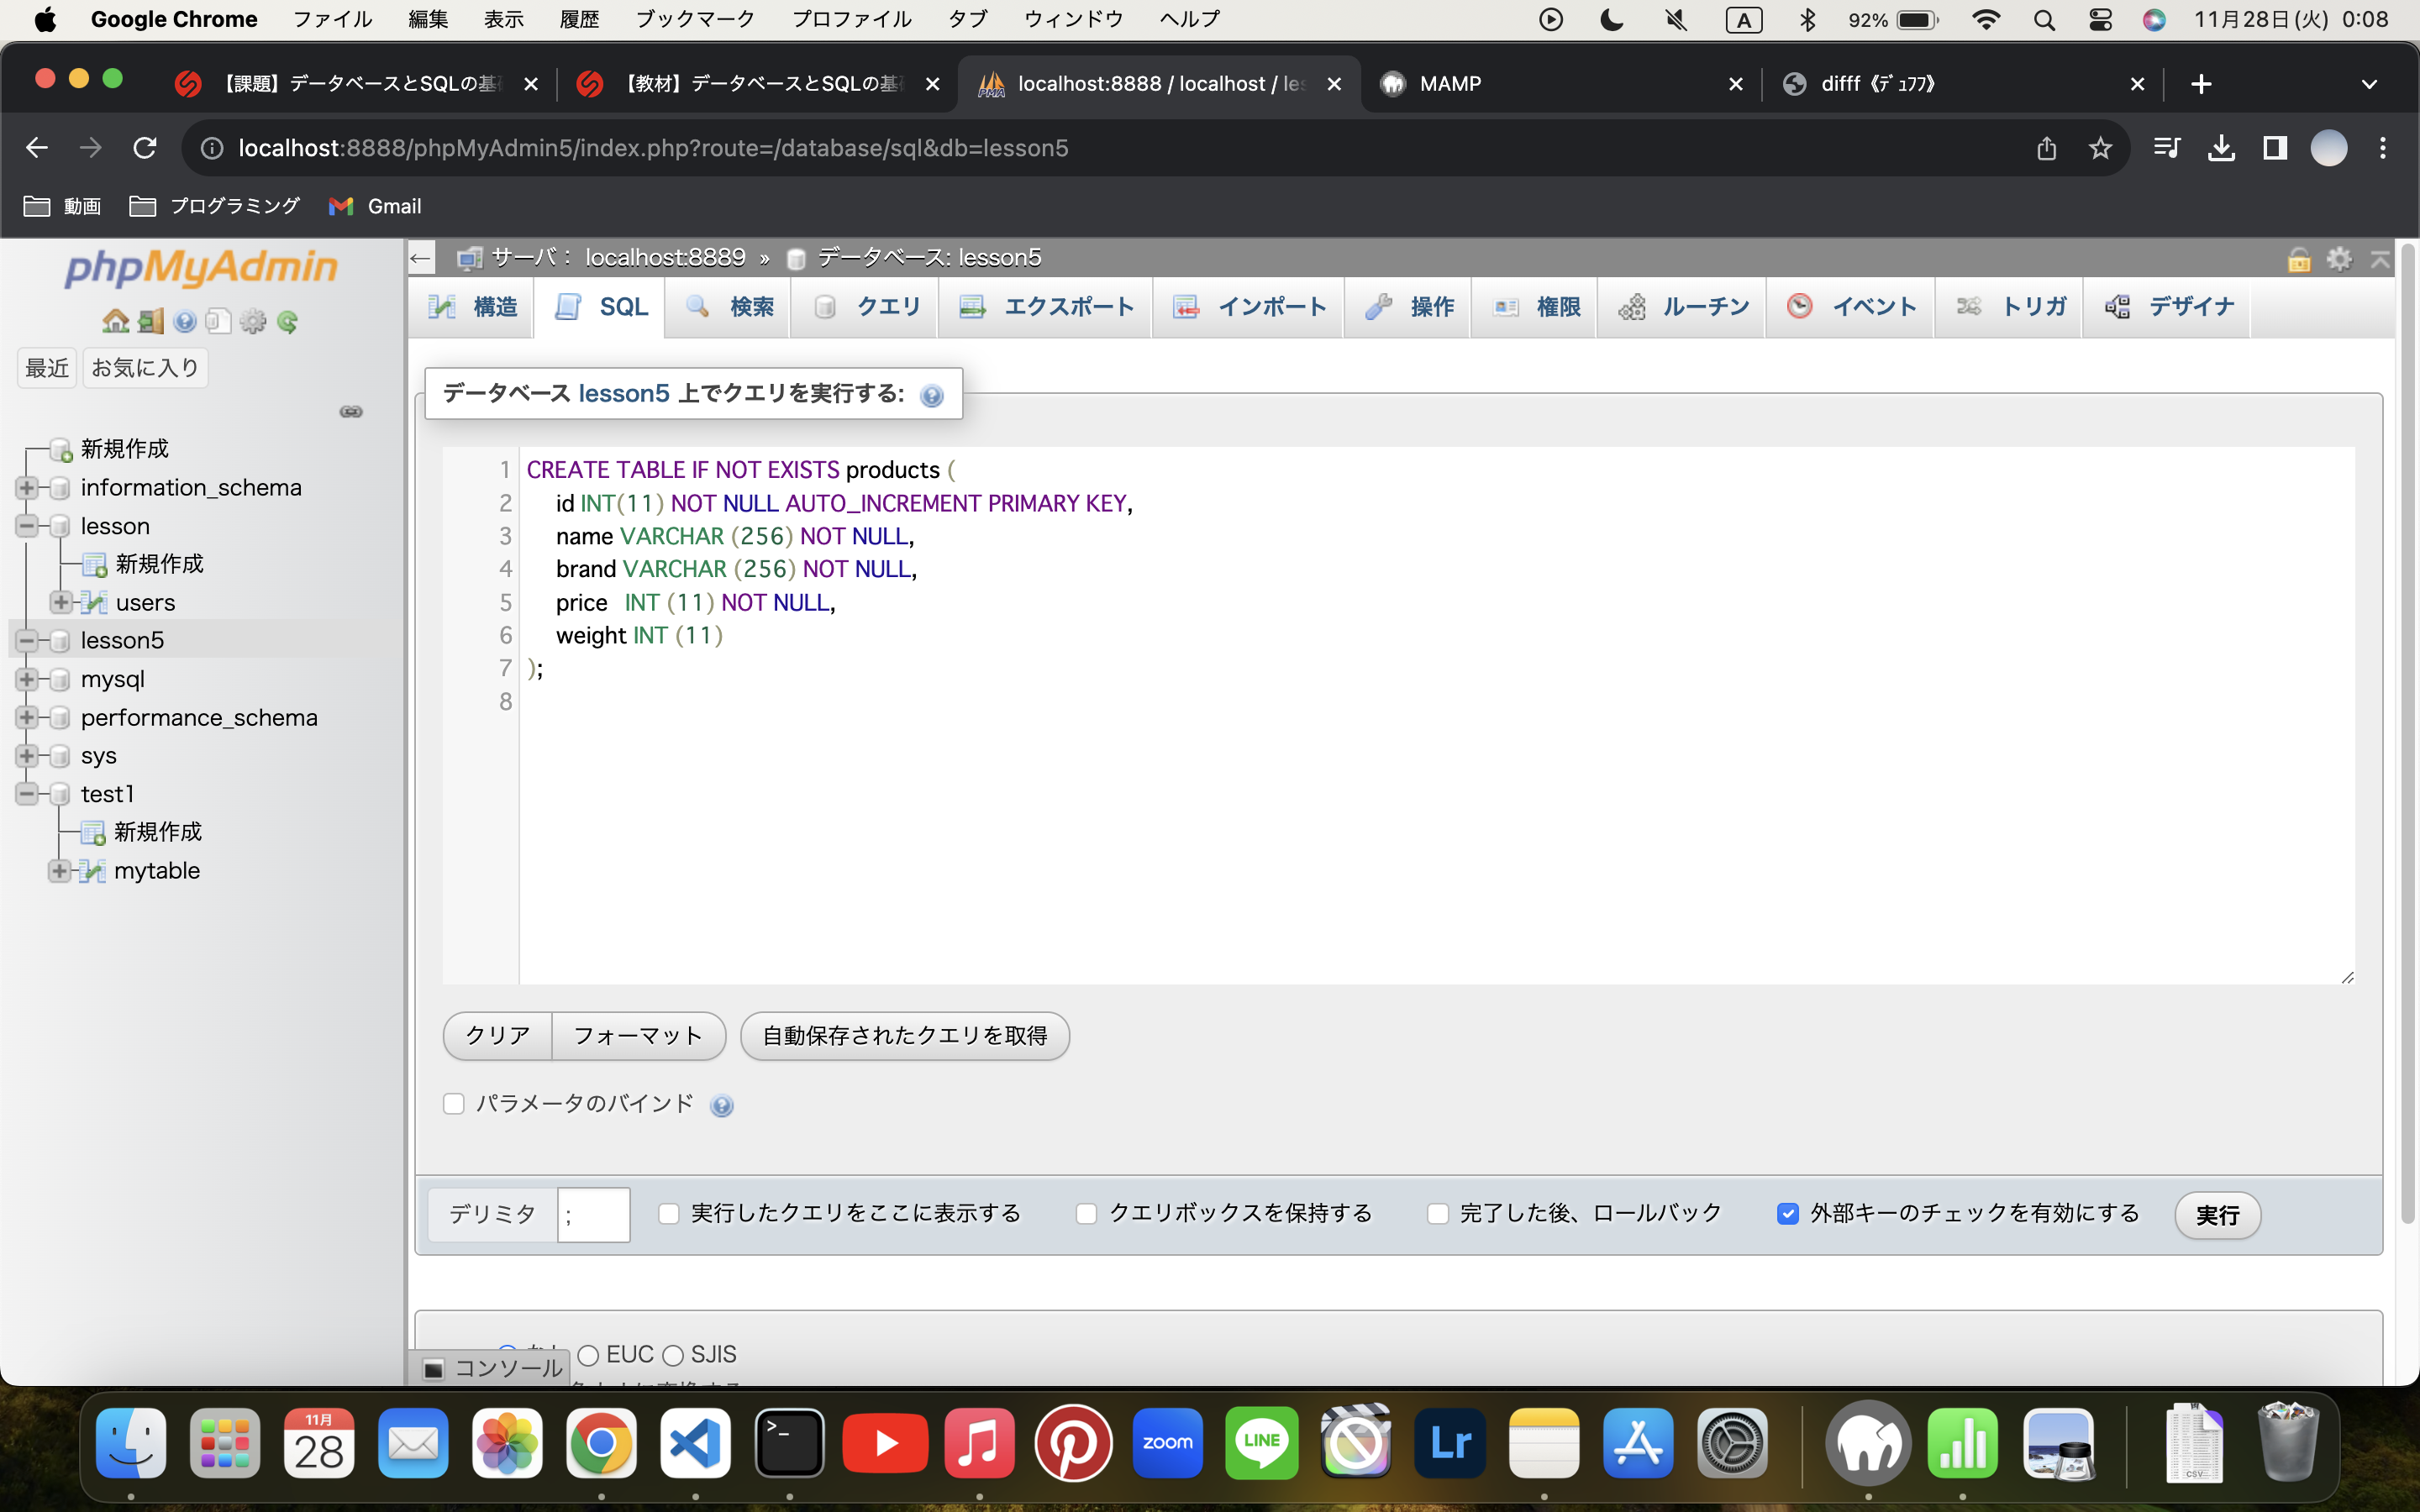 Google Chrome ファイル 編集 表示 履歴 ブックマーク プロファイル タブ ウィンドウ ヘルプ A 92% 11月28日(火) 0:08
【課題】データベースとSQLの基 【教材】データベースとSQLの基 localhost:8888 / localhost / les MAMP difff《ﾃﾞｭﾌﾌ》
localhost:8888/phpMyAdmin5/index.php?route=/database/sql&db=lesson5
動画 プログラミング Gmail
phpMyAdmin
最近 お気に入り
新規作成
information_schema
lesson
新規作成
users
lesson5
mysql
performance_schema
sys
test1
新規作成
mytable
サーバ: localhost:8889 » データベース: lesson5
構造 SQL 検索 クエリ エクスポート インポート 操作 権限 ルーチン イベント トリガ デザイナ
データベース lesson5 上でクエリを実行する:
1 CREATE TABLE IF NOT EXISTS products (
2 id INT(11) NOT NULL AUTO_INCREMENT PRIMARY KEY,
3 name VARCHAR (256) NOT NULL,
4 brand VARCHAR (256) NOT NULL,
5 price INT (11) NOT NULL,
6 weight INT (11)
7 );
8
クリア フォーマット 自動保存されたクエリを取得
パラメータのバインド
デリミタ ; 実行したクエリをここに表示する クエリボックスを保持する 完了した後、ロールバック 外部キーのチェックを有効にする 実行
EUC SJIS
コンソール
11月
28
zoom
LINE
Lr
CSV